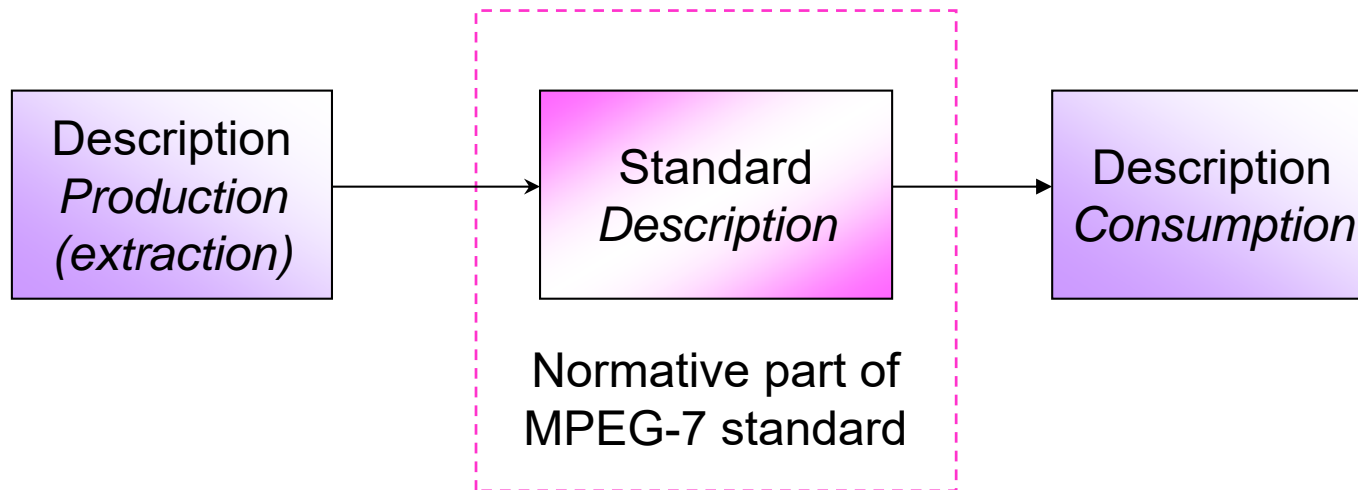 Description
Production
(extraction)
Standard
Description
Description
Consumption
Normative part of
MPEG-7 standard